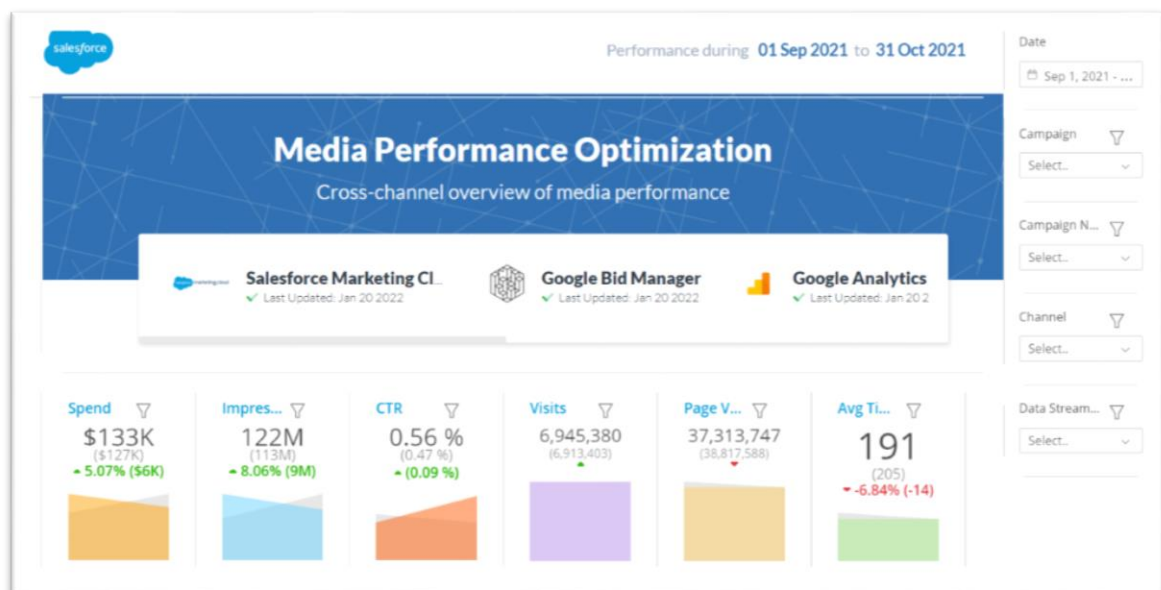 salesforce
Performance during 01 Sep 2021 to 31 Oct 2021
Date
Sep 1, 2021 - ...
Media Performance Optimization
Cross-channel overview of media performance
Campaign
Select..
Campaign N...
Select..
Salesforce Marketing Cl...
Last Updated: Jan 20 2022
Google Bid Manager
Last Updated: Jan 20 2022
Google Analytics
Last Updated: Jan 20 2
Channel
Select..
Data Stream...
Select..
Spend
$133K
($127K)
5.07% ($6K)
Impres...
122M
(113M)
8.06% (9M)
CTR
0.56 %
(0.47 %)
(0.09 %)
Visits
6,945,380
(6,913,403)
Page V...
37,313,747
(38,817,588)
Avg Ti...
191
(205)
-6.84% (-14)